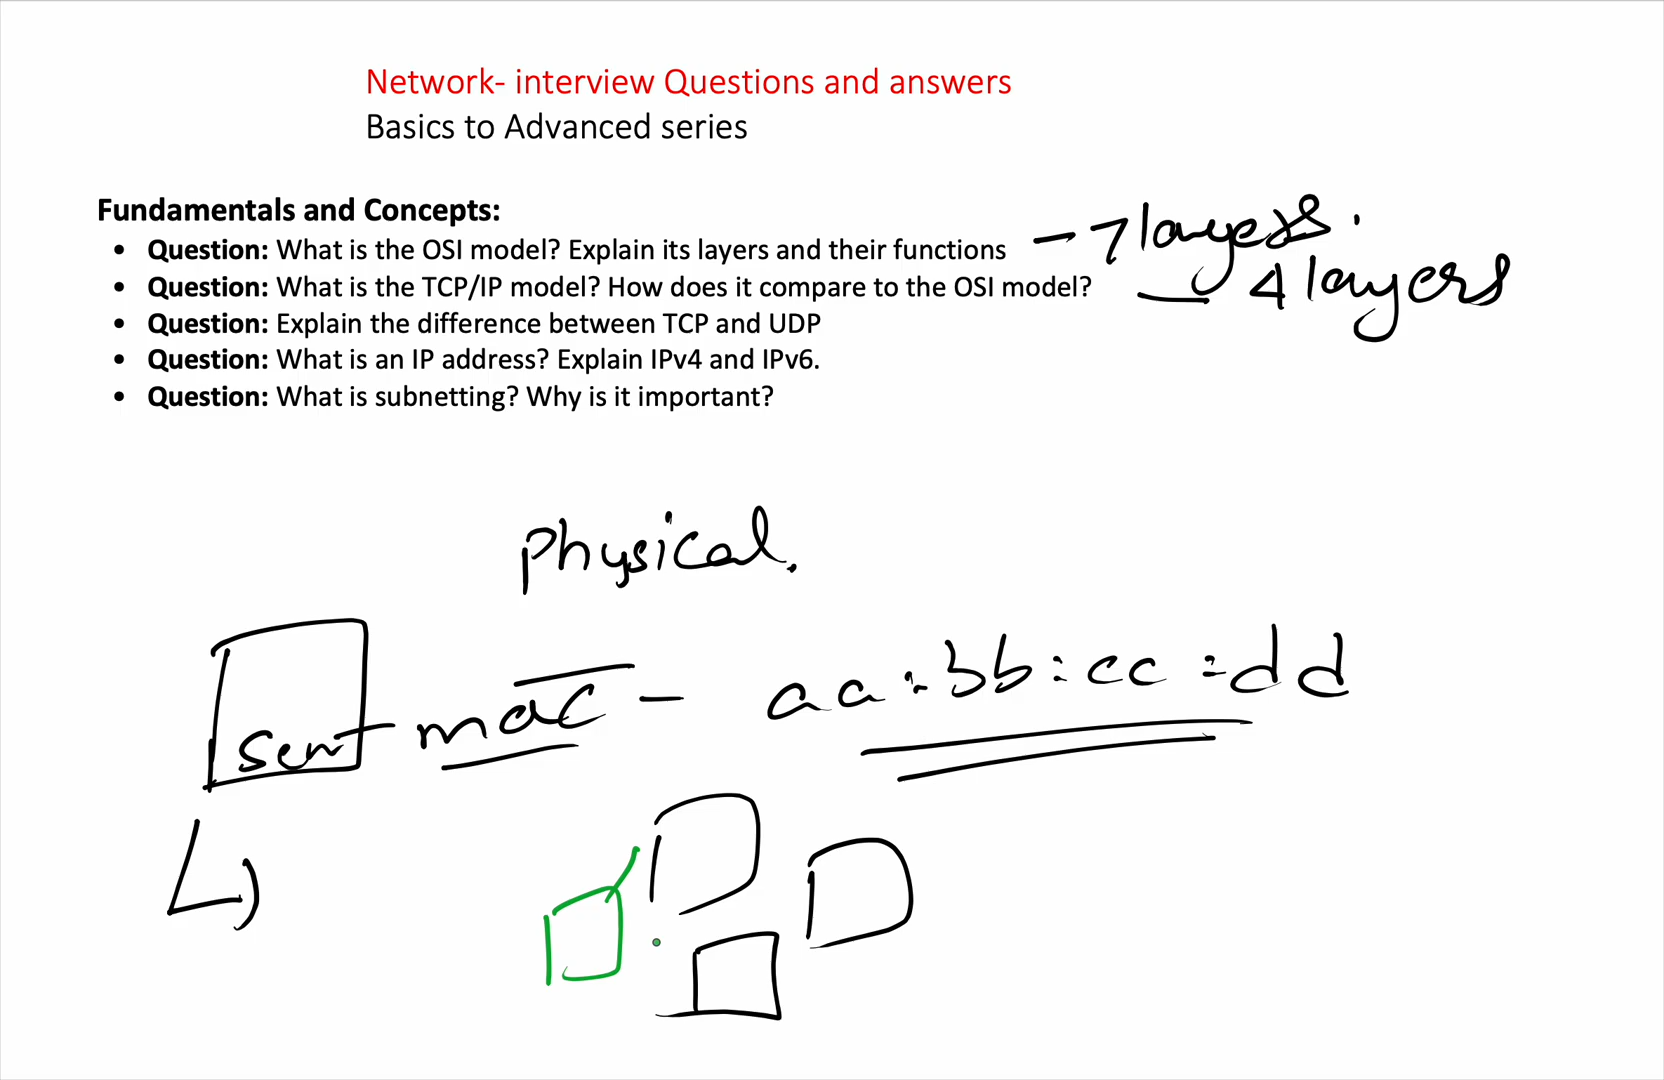 Network- interview Questions and answers
Basics to Advanced series
Fundamentals and Concepts:
• Question: What is the OSI model? Explain its layers and their functions - 7 layers.
• Question: What is the TCP/IP model? How does it compare to the OSI model? - 4 layers
• Question: Explain the difference between TCP and UDP
• Question: What is an IP address? Explain IPv4 and IPv6.
• Question: What is subnetting? Why is it important?
Physical.
mac - aa:bb:cc:dd